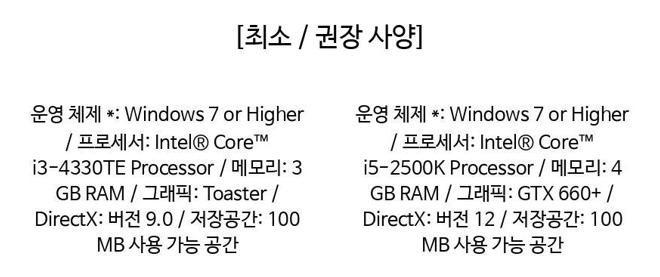 [최소 / 권장 사양]
운영 체제 *: Windows 7 or Higher
/ 프로세서: Intel® Core™
i3-4330TE Processor / 메모리: 3
GB RAM / 그래픽: Toaster /
DirectX: 버전 9.0 / 저장공간: 100
MB 사용 가능 공간
운영 체제 *: Windows 7 or Higher
/ 프로세서: Intel® Core™
i5-2500K Processor / 메모리: 4
GB RAM / 그래픽: GTX 660+ /
DirectX: 버전 12 / 저장공간: 100
MB 사용 가능 공간